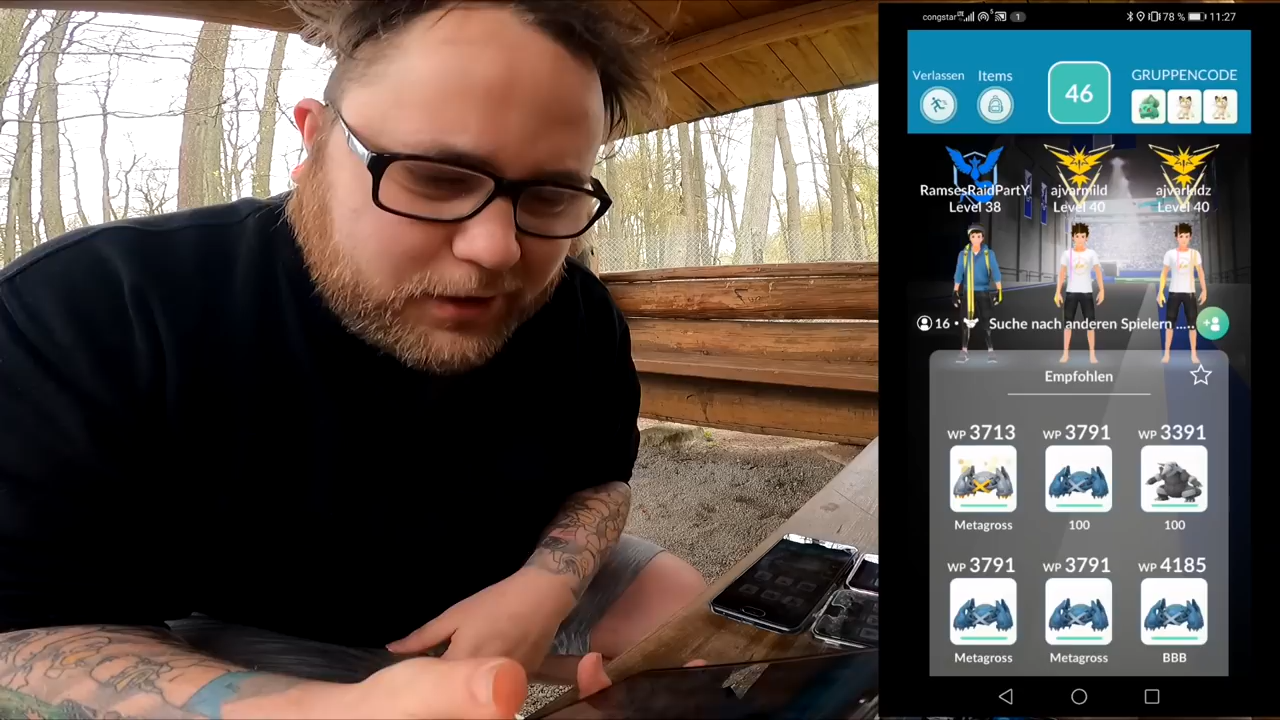 congstar 1 78 % 11:27
Verlassen Items 46 GRUPPENCODE
RamsesRaidPartY ajvarmild ajvarkidz
Level 38 Level 40 Level 40
16 • Suche nach anderen Spielern .....
Empfohlen
WP 3713 WP 3791 WP 3391
Metagross 100 100
WP 3791 WP 3791 WP 4185
Metagross Metagross BBB